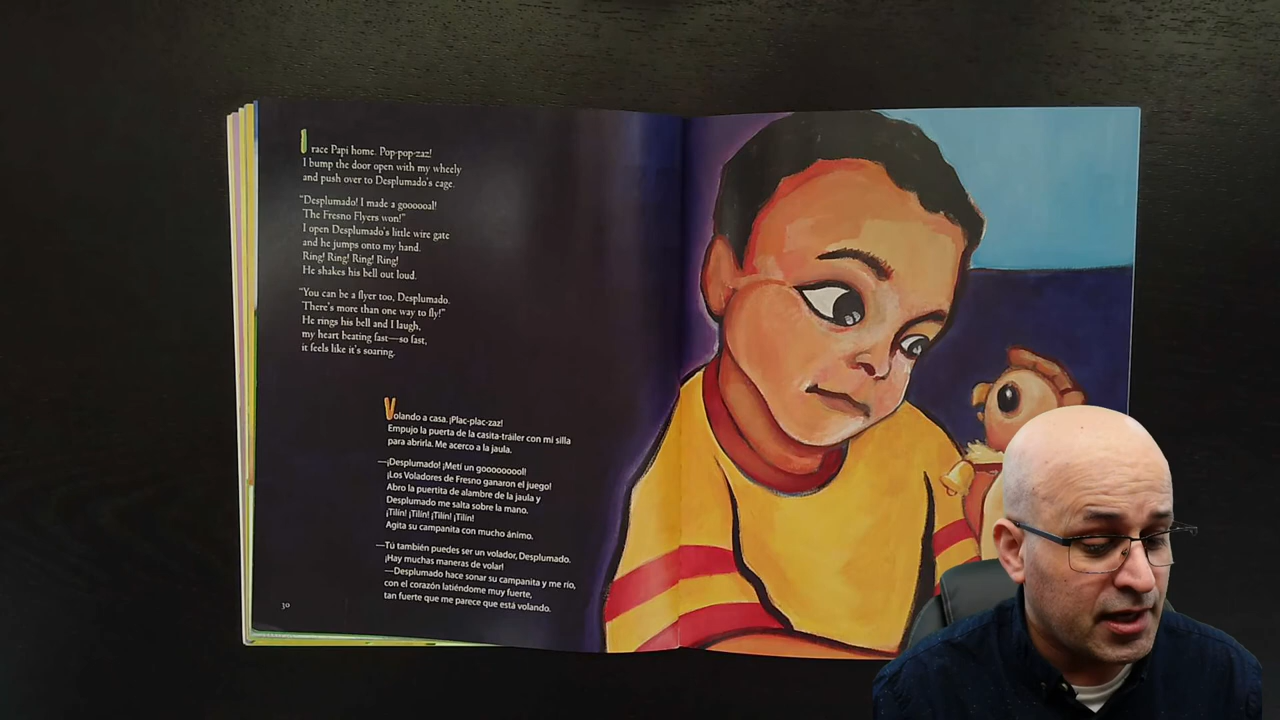 I race Papi home. Pop-pop-zaz!
I bump the door open with my wheely
and push over to Desplumado's cage.
"Desplumado! I made a goooooal!
The Fresno Flyers won!"
I open Desplumado's little wire gate
and he jumps onto my hand.
Ring! Ring! Ring! Ring!
He shakes his bell out loud.
"You can be a flyer too, Desplumado.
There's more than one way to fly!"
He rings his bell and I laugh,
my heart beating fast—so fast,
it feels like it's soaring.
Volando a casa. ¡Plac-plac-zaz!
Empujo la puerta de la casita-tráiler con mi silla
para abrirla. Me acerco a la jaula.
—¡Desplumado! ¡Metí un goooooooool!
¡Los Voladores de Fresno ganaron el juego!
Abro la puertita de alambre de la jaula y
Desplumado me salta sobre la mano.
¡Tilín! ¡Tilín! ¡Tilín! ¡Tilín!
Agita su campanita con mucho ánimo.
—Tú también puedes ser un volador, Desplumado.
¡Hay muchas maneras de volar!
—Desplumado hace sonar su campanita y me río,
con el corazón latiéndome muy fuerte,
tan fuerte que me parece que está volando.
30